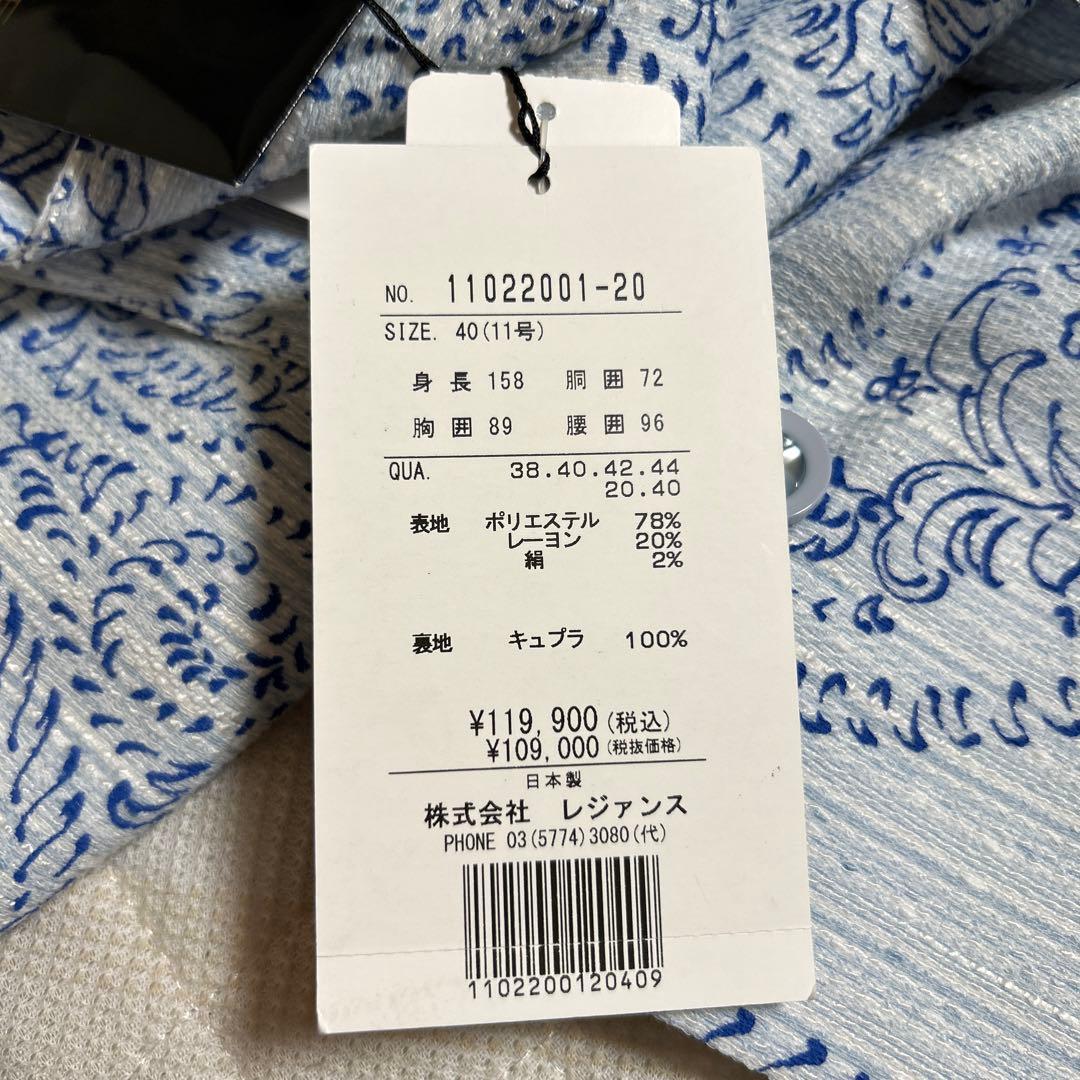 NO. 11022001-20
SIZE. 40(11号)
身長 158 胴囲 72
胸囲 89 腰囲 96
QUA. 38.40.42.44
20.40
表地 ポリエステル 78%
レーヨン 20%
絹 2%
裏地 キュプラ 100%
¥119,900(税込)
¥109,000(税抜価格)
日本製
株式会社 レジァンス
PHONE 03(5774)3080(代)
1102200120409